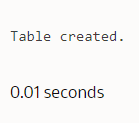 Table created.
0.01 seconds